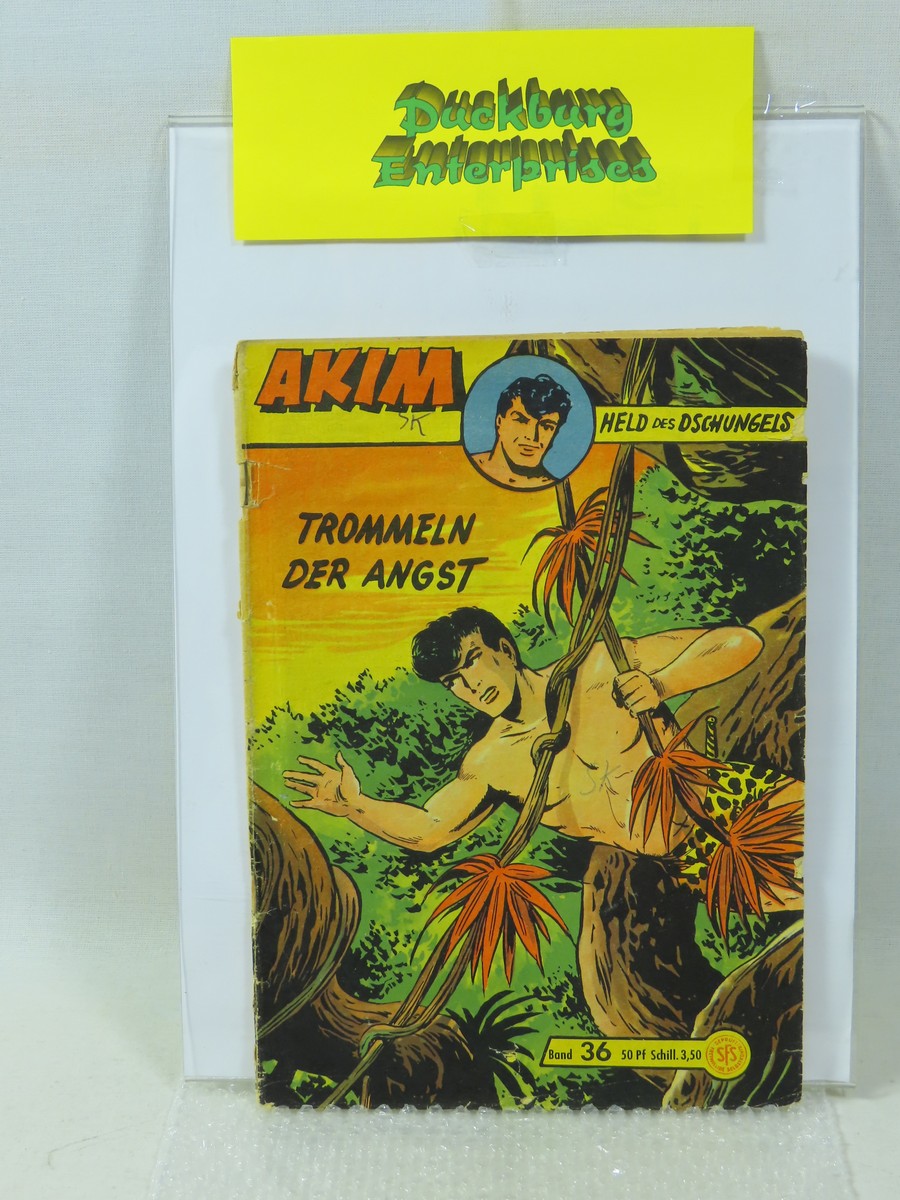 Duckburg
Enterprises
AKIM
SK
HELD DES DSCHUNGELS
TROMMELN
DER ANGST
SK
Band 36 50 Pf Schill. 3,50
SFS